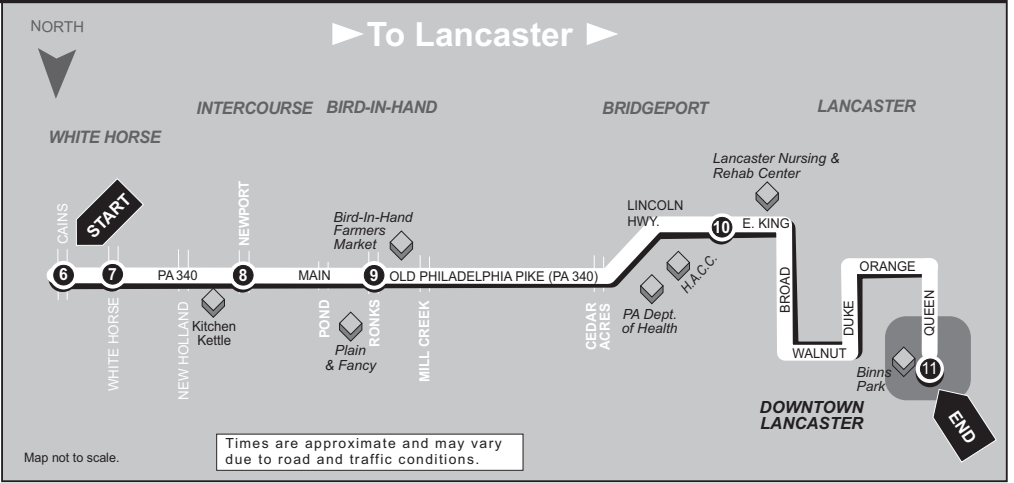 To Lancaster
NORTH
INTERCOURSE
BIRD-IN-HAND
BRIDGEPORT
LANCASTER
WHITE HORSE
Lancaster Nursing &
Rehab Center
START
CAINS
NEWPORT
Bird-In-Hand
Farmers
Market
LINCOLN
HWY.
10
E. KING
6
7
PA 340
8
MAIN
9
OLD PHILADELPHIA PIKE (PA 340)
H.A.C.C.
BROAD
ORANGE
DUKE
QUEEN
WHITE HORSE
NEW HOLLAND
Kitchen
Kettle
POND
RONKS
MILL CREEK
CEDAR
ACRES
PA Dept.
of Health
Plain
& Fancy
WALNUT
Binns
Park
11
DOWNTOWN
LANCASTER
END
Map not to scale.
Times are approximate and may vary
due to road and traffic conditions.